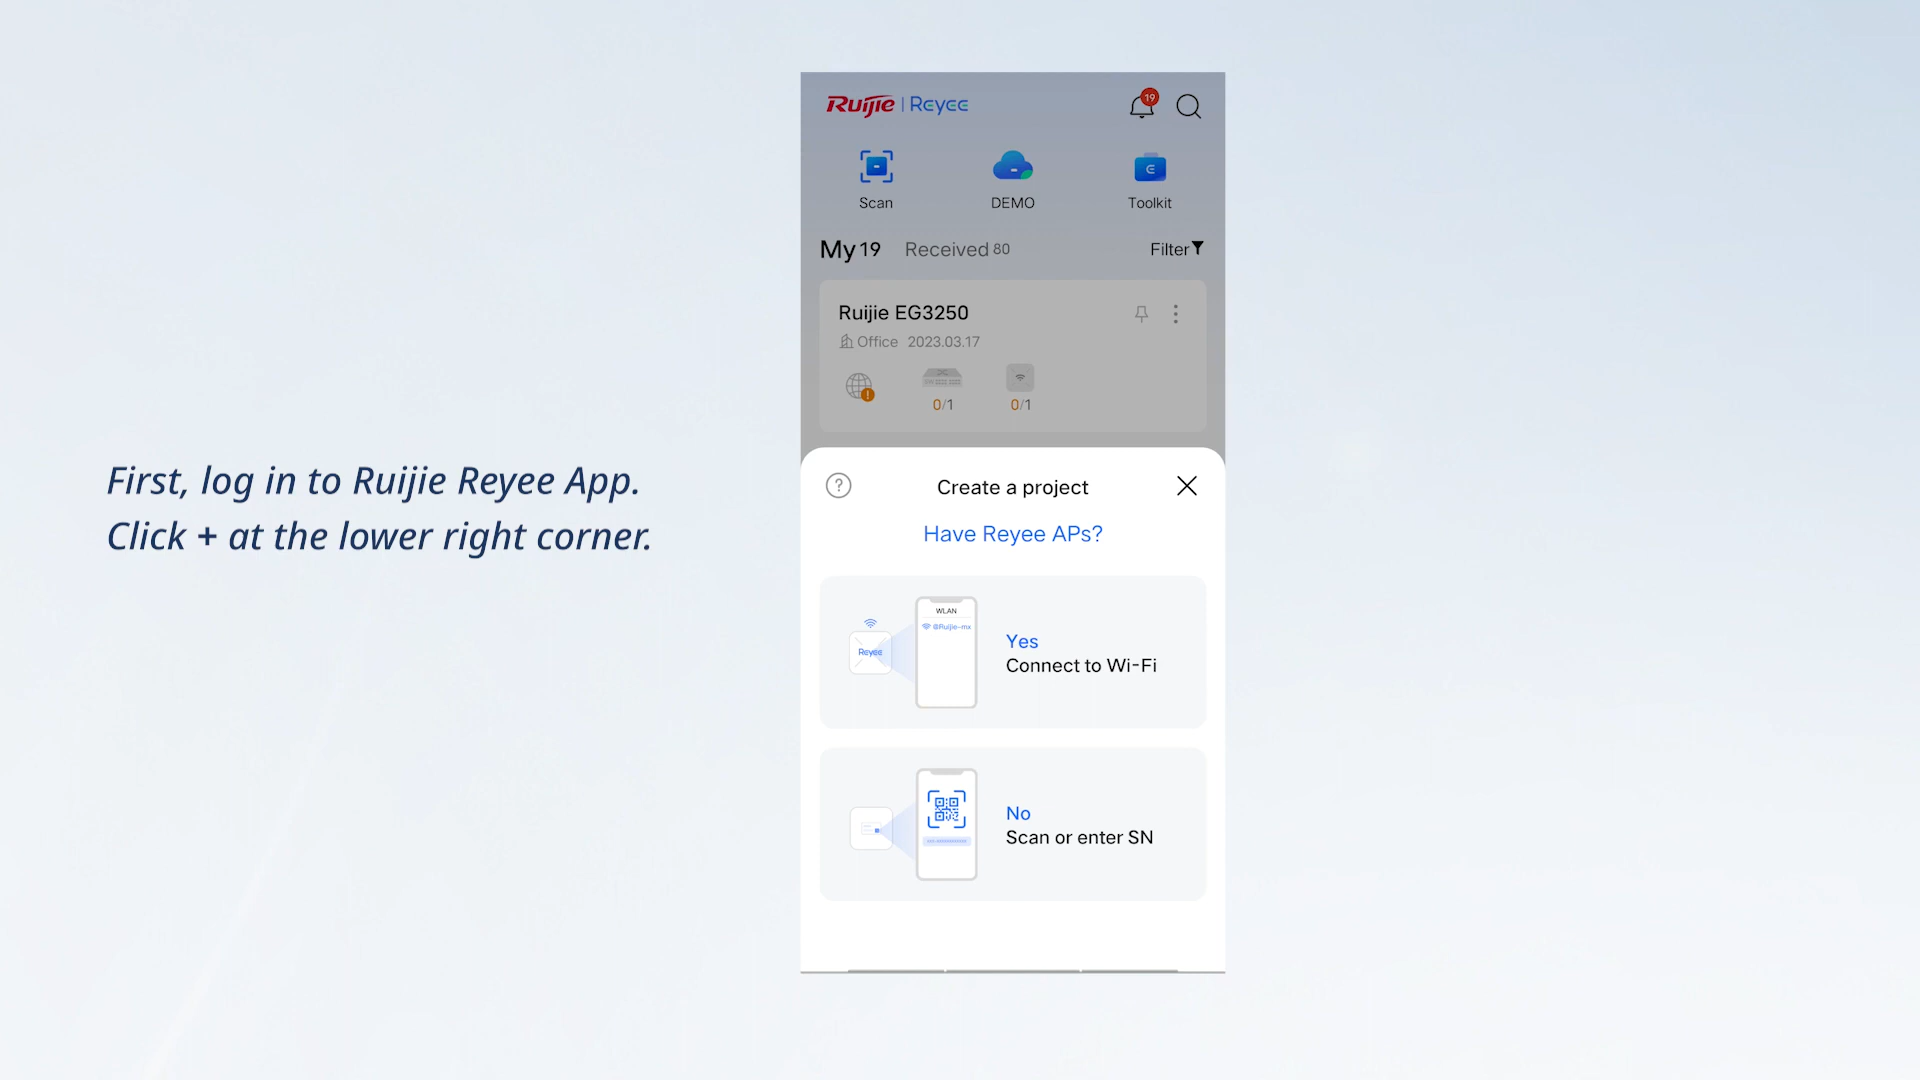 Ruijie | Reyee
19
Scan
DEMO
Toolkit
My 19
Received 80
Filter
Ruijie EG3250
Office 2023.03.17
0/1
0/1
First, log in to Ruijie Reyee App.
Click + at the lower right corner.
?
Create a project
Have Reyee APs?
WLAN
@Ruijie-mx
Reyee
Yes
Connect to Wi-Fi
No
Scan or enter SN